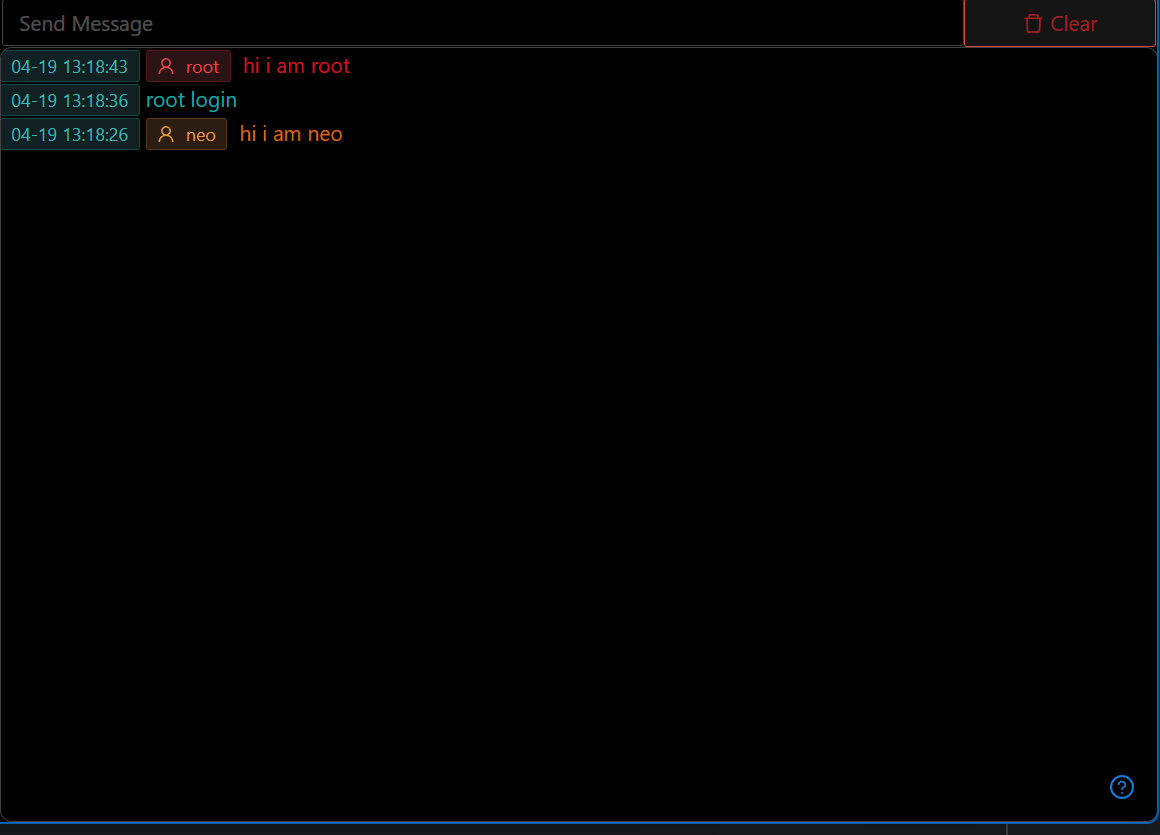 Send Message Clear
04-19 13:18:43 root hi i am root
04-19 13:18:36 root login
04-19 13:18:26 neo hi i am neo
?